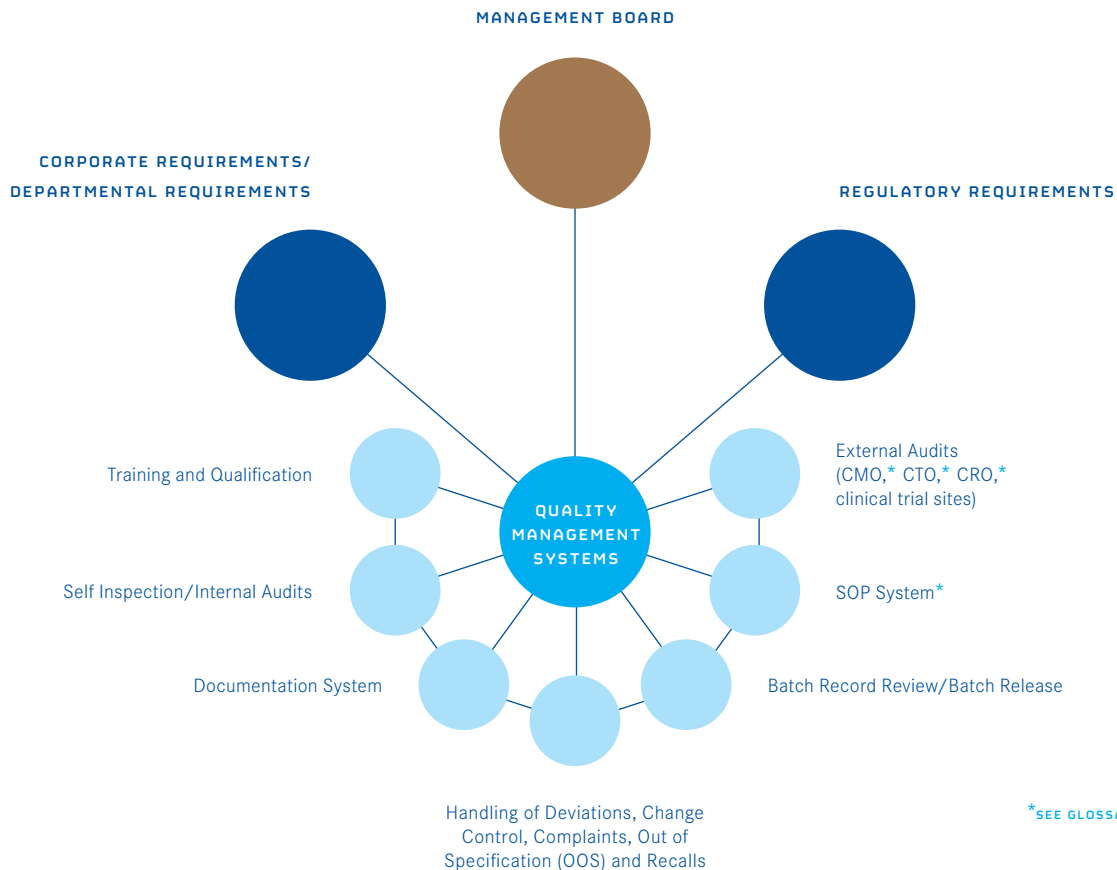 MANAGEMENT BOARD
CORPORATE REQUIREMENTS/
DEPARTMENTAL REQUIREMENTS
REGULATORY REQUIREMENTS
Training and Qualification
External Audits
(CMO,* CTO,* CRO,*
clinical trial sites)
QUALITY
MANAGEMENT
SYSTEMS
Self Inspection/Internal Audits
SOP System*
Documentation System
Batch Record Review/Batch Release
Handling of Deviations, Change
Control, Complaints, Out of
Specification (OOS) and Recalls
*SEE